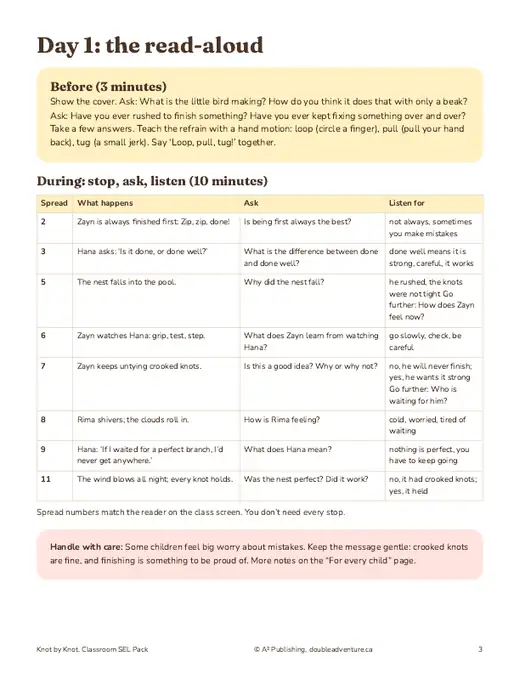 Day 1: the read-aloud
Before (3 minutes)
Show the cover. Ask: What is the little bird making? How do you think it does that with only a beak?
Ask: Have you ever rushed to finish something? Have you ever kept fixing something over and over?
Take a few answers. Teach the refrain with a hand motion: loop (circle a finger), pull (pull your hand
back), tug (a small jerk). Say ‘Loop, pull, tug!’ together.
During: stop, ask, listen (10 minutes)
Spread What happens Ask Listen for
2 Zayn is always finished first: Zip, zip, done! Is being first always the best? not always, sometimes
you make mistakes
3 Hana asks: ‘Is it done, or done well?’ What is the difference between done done well means it is
and done well? strong, careful, it works
5 The nest falls into the pool. Why did the nest fall? he rushed, the knots
were not tight Go
further: How does Zayn
feel now?
6 Zayn watches Hana: grip, test, step. What does Zayn learn from watching go slowly, check, be
Hana? careful
7 Zayn keeps untying crooked knots. Is this a good idea? Why or why not? no, he will never finish;
yes, he wants it strong
Go further: Who is
waiting for him?
8 Rima shivers; the clouds roll in. How is Rima feeling? cold, worried, tired of
waiting
9 Hana: ‘If I waited for a perfect branch, I’d What does Hana mean? nothing is perfect, you
never get anywhere.’ have to keep going
11 The wind blows all night; every knot holds. Was the nest perfect? Did it work? no, it had crooked knots;
yes, it held
Spread numbers match the reader on the class screen. You don’t need every stop.
Handle with care: Some children feel big worry about mistakes. Keep the message gentle: crooked knots
are fine, and finishing is something to be proud of. More notes on the “For every child” page.
Knot by Knot. Classroom SEL Pack © A² Publishing, doubleadventure.ca 3